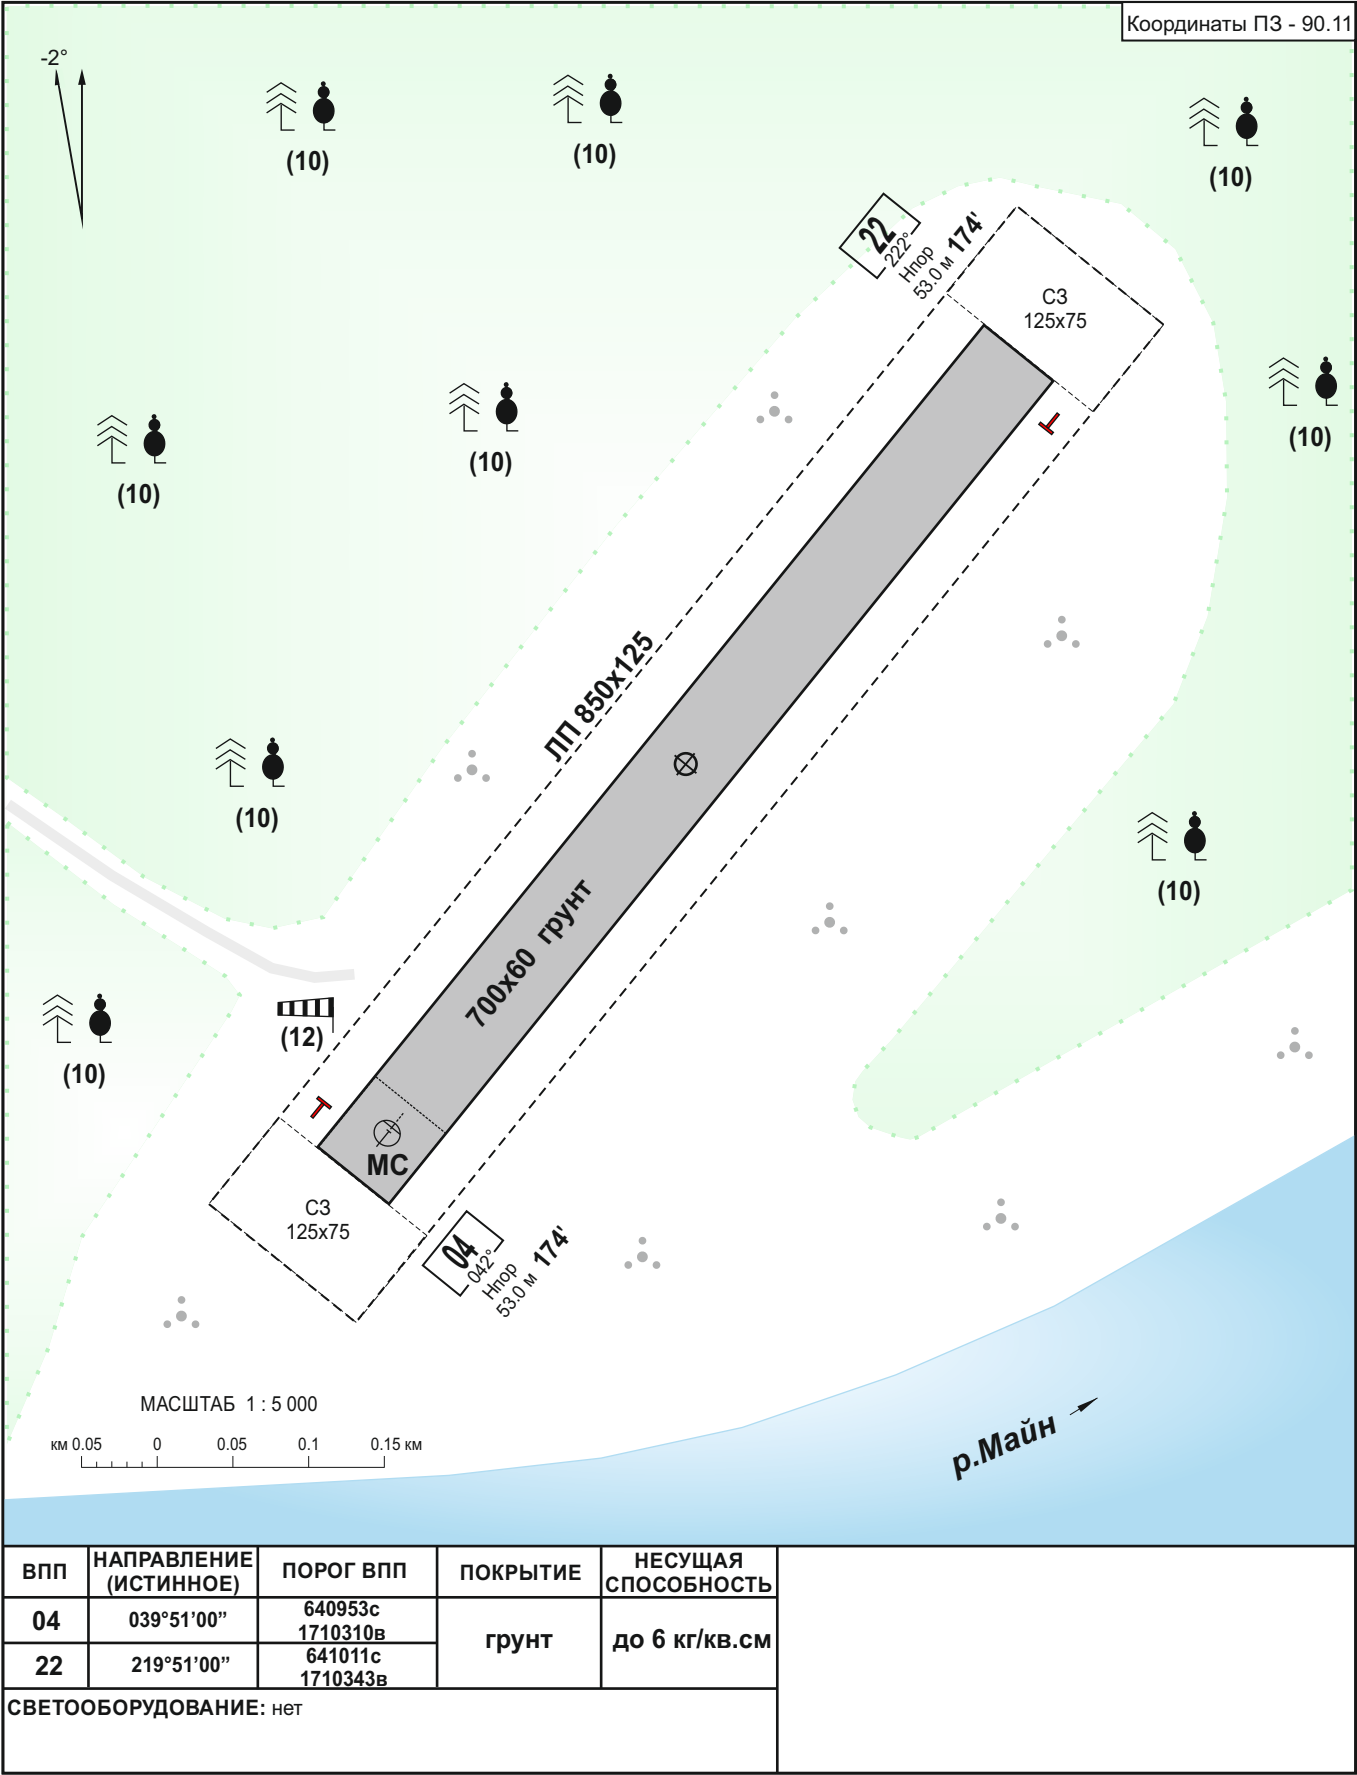 Координаты ПЗ - 90.11
-2°
(10)
(10)
(10)
22
222°
Нпор
53.0 м 174'
СЗ
125х75
(10)
(10)
(10)
ЛП 850х125
(10)
(10)
700х60 грунт
(12)
(10)
МС
СЗ
125х75
04
042°
Нпор
53.0 м 174'
МАСШТАБ 1 : 5 000
км 0.05 0 0.05 0.1 0.15 км
р.Майн
ВПП НАПРАВЛЕНИЕ (ИСТИННОЕ) ПОРОГ ВПП ПОКРЫТИЕ НЕСУЩАЯ СПОСОБНОСТЬ
04 039°51’00” 640953с 1710310в грунт до 6 кг/кв.см
22 219°51’00” 641011с 1710343в
СВЕТООБОРУДОВАНИЕ: нет